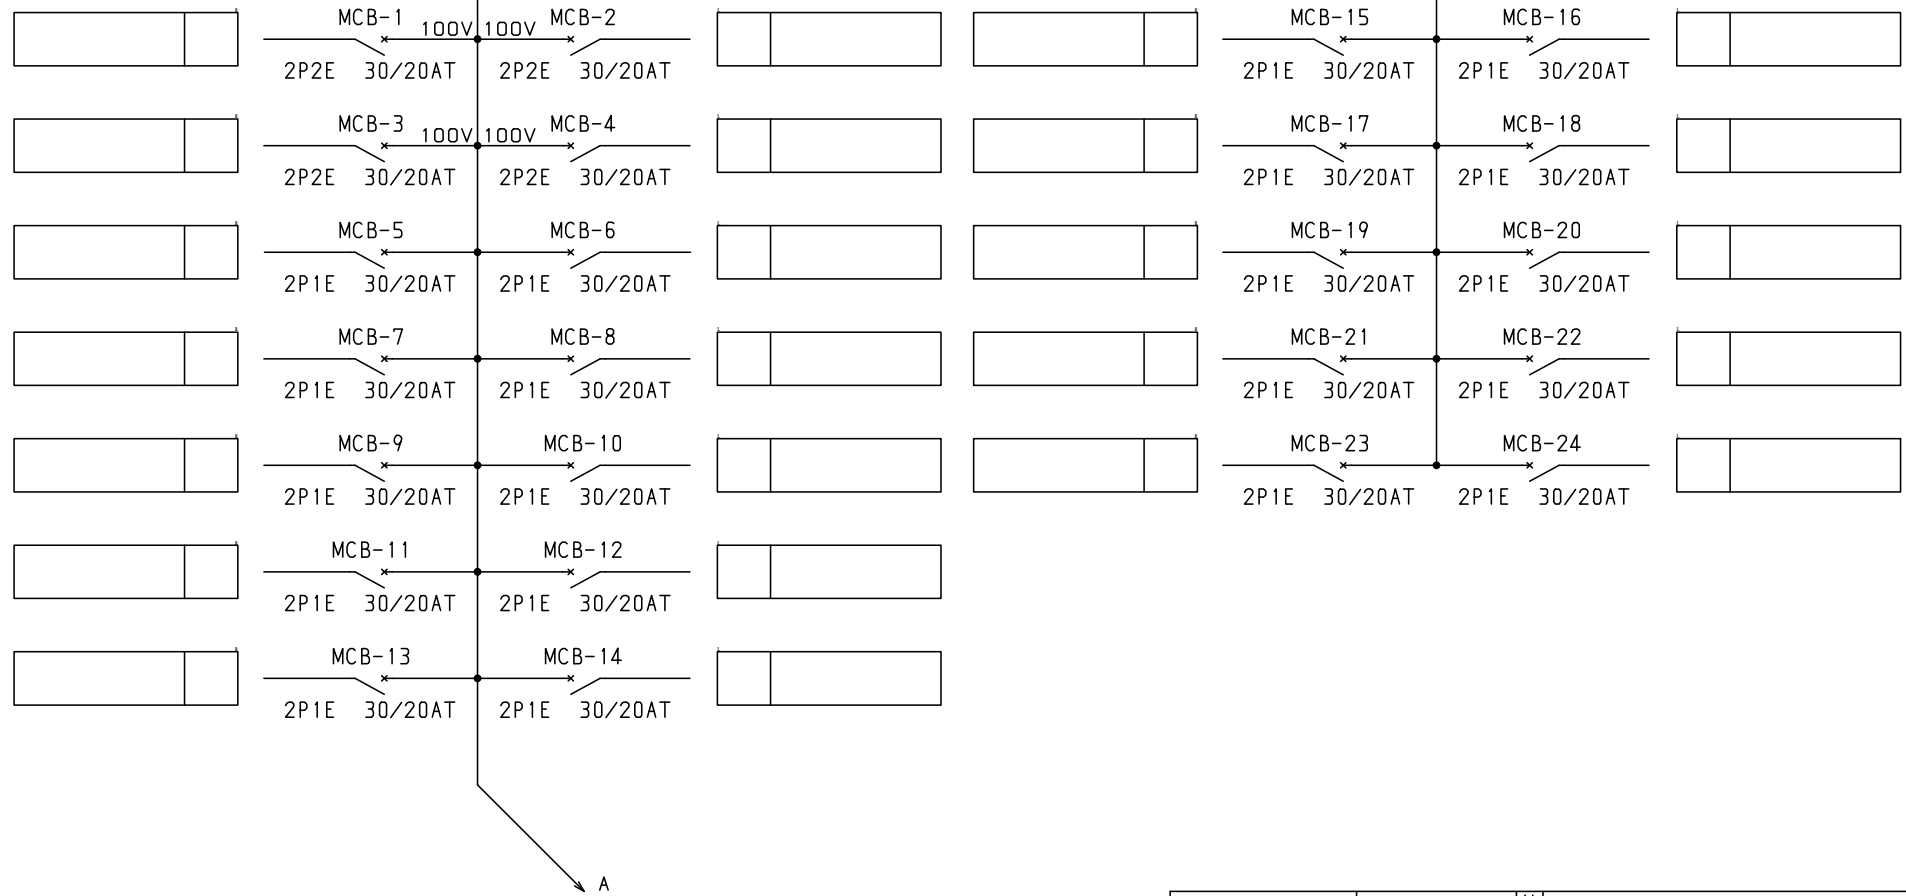 MCB-1 100V 100V MCB-2 MCB-15 MCB-16
2P2E 30/20AT 2P2E 30/20AT 2P1E 30/20AT 2P1E 30/20AT
MCB-3 100V 100V MCB-4 MCB-17 MCB-18
2P2E 30/20AT 2P2E 30/20AT 2P1E 30/20AT 2P1E 30/20AT
MCB-5 MCB-6 MCB-19 MCB-20
2P1E 30/20AT 2P1E 30/20AT 2P1E 30/20AT 2P1E 30/20AT
MCB-7 MCB-8 MCB-21 MCB-22
2P1E 30/20AT 2P1E 30/20AT 2P1E 30/20AT 2P1E 30/20AT
MCB-9 MCB-10 MCB-23 MCB-24
2P1E 30/20AT 2P1E 30/20AT 2P1E 30/20AT 2P1E 30/20AT
MCB-11 MCB-12
2P1E 30/20AT 2P1E 30/20AT
MCB-13 MCB-14
2P1E 30/20AT 2P1E 30/20AT
A